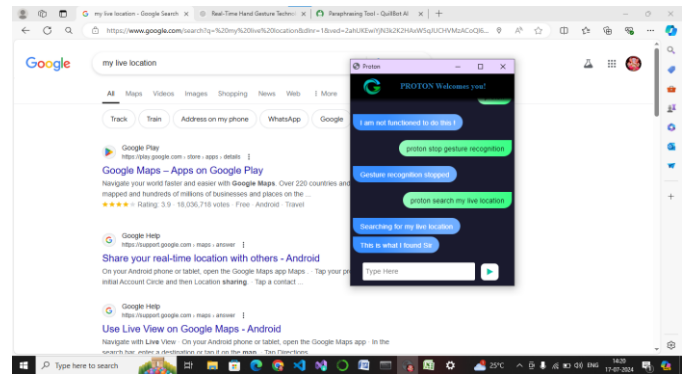 my live location - Google Search
Real-Time Hand Gesture Technol
Paraphrasing Tool - QuillBot AI
https://www.google.com/search?q=%20my%20live%20location&dlnr=1&sved=
Google
my live location
All Maps Videos Images Shopping News Web More
Track Train Address on my phone WhatsApp Google
Google Play
https://play.google.com › store › apps › details
Google Maps – Apps on Google Play
Navigate your world faster and easier with Google Maps. Over 220 countries and
mapped and hundreds of millions of businesses and places on the ...
Rating: 3.9 · 18,036,718 votes · Free · Android · Travel
Google Help
https://support.google.com › maps › answer
Share your real-time location with others - Android
On your Android phone or tablet, open the Google Maps app Maps. · Tap your pr
initial Account Circle and then Location sharing. · Tap a contact ...
Google Help
https://support.google.com › maps › answer
Use Live View on Google Maps - Android
Navigate with Live View · On your Android phone or tablet, open the Google Maps app · In the
search bar, enter a destination or tap it on the map. · Tap Directions.
Proton
PROTON Welcomes you!
I am not functioned to do this !
proton stop gesture recognition
Gesture recognition stopped
proton search my live location
Searching for my live location
This is what I found Sir
Type Here
Type here to search
25°C
ENG
14:20
17-07-2024